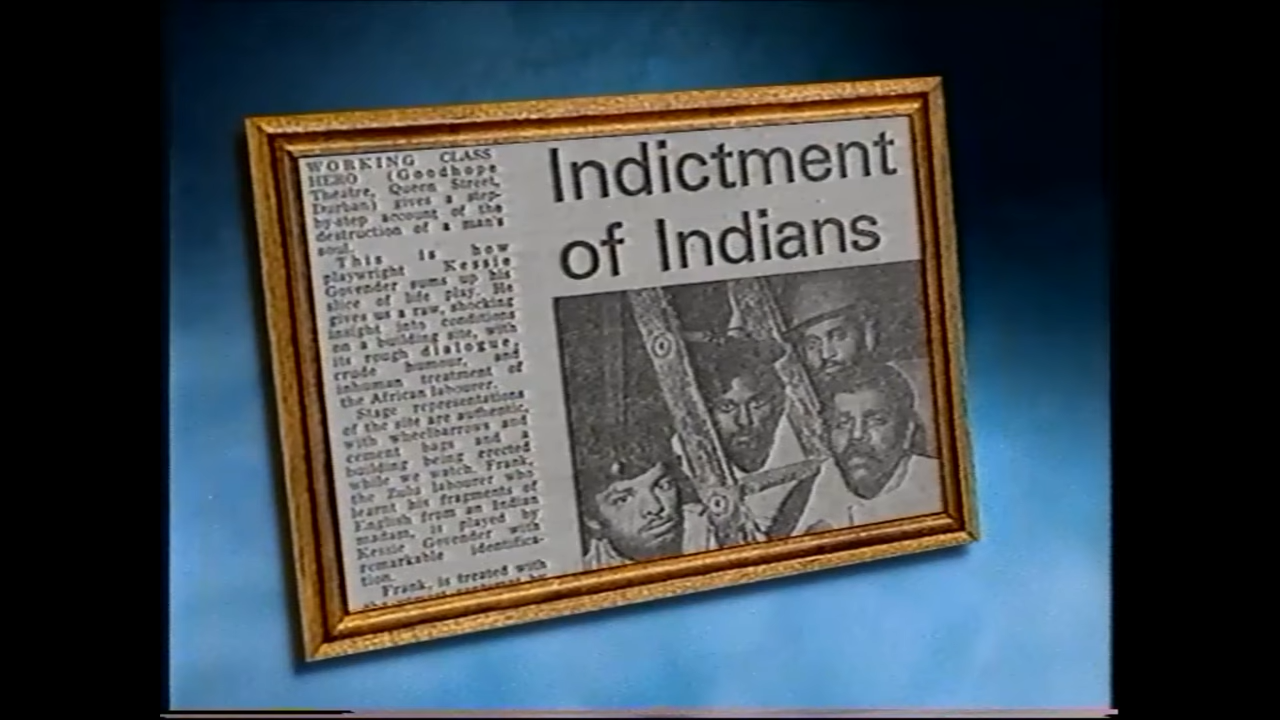 WORKING CLASS
HERO (Goodhope
Theatre, Queen Street,
Durban) gives a step-
by-step account of the
destruction of a man's
soul.
This is how
playwright Kessie
Govender sums up his
slice of life play. He
gives us a raw, shocking
insight into conditions
on a building site, with
its rough dialogue,
crude humour, and
inhuman treatment of
the African labourer.
Stage representations
of the site are authentic,
with wheelbarrows and
cement bags and a
building being erected
while we watch. Frank,
the Zulu labourer who
learnt his fragments of
English from an Indian
madam, is played by
Kessie Govender with
remarkable identifica-
tion.
Frank, is treated with
Indictment
of Indians